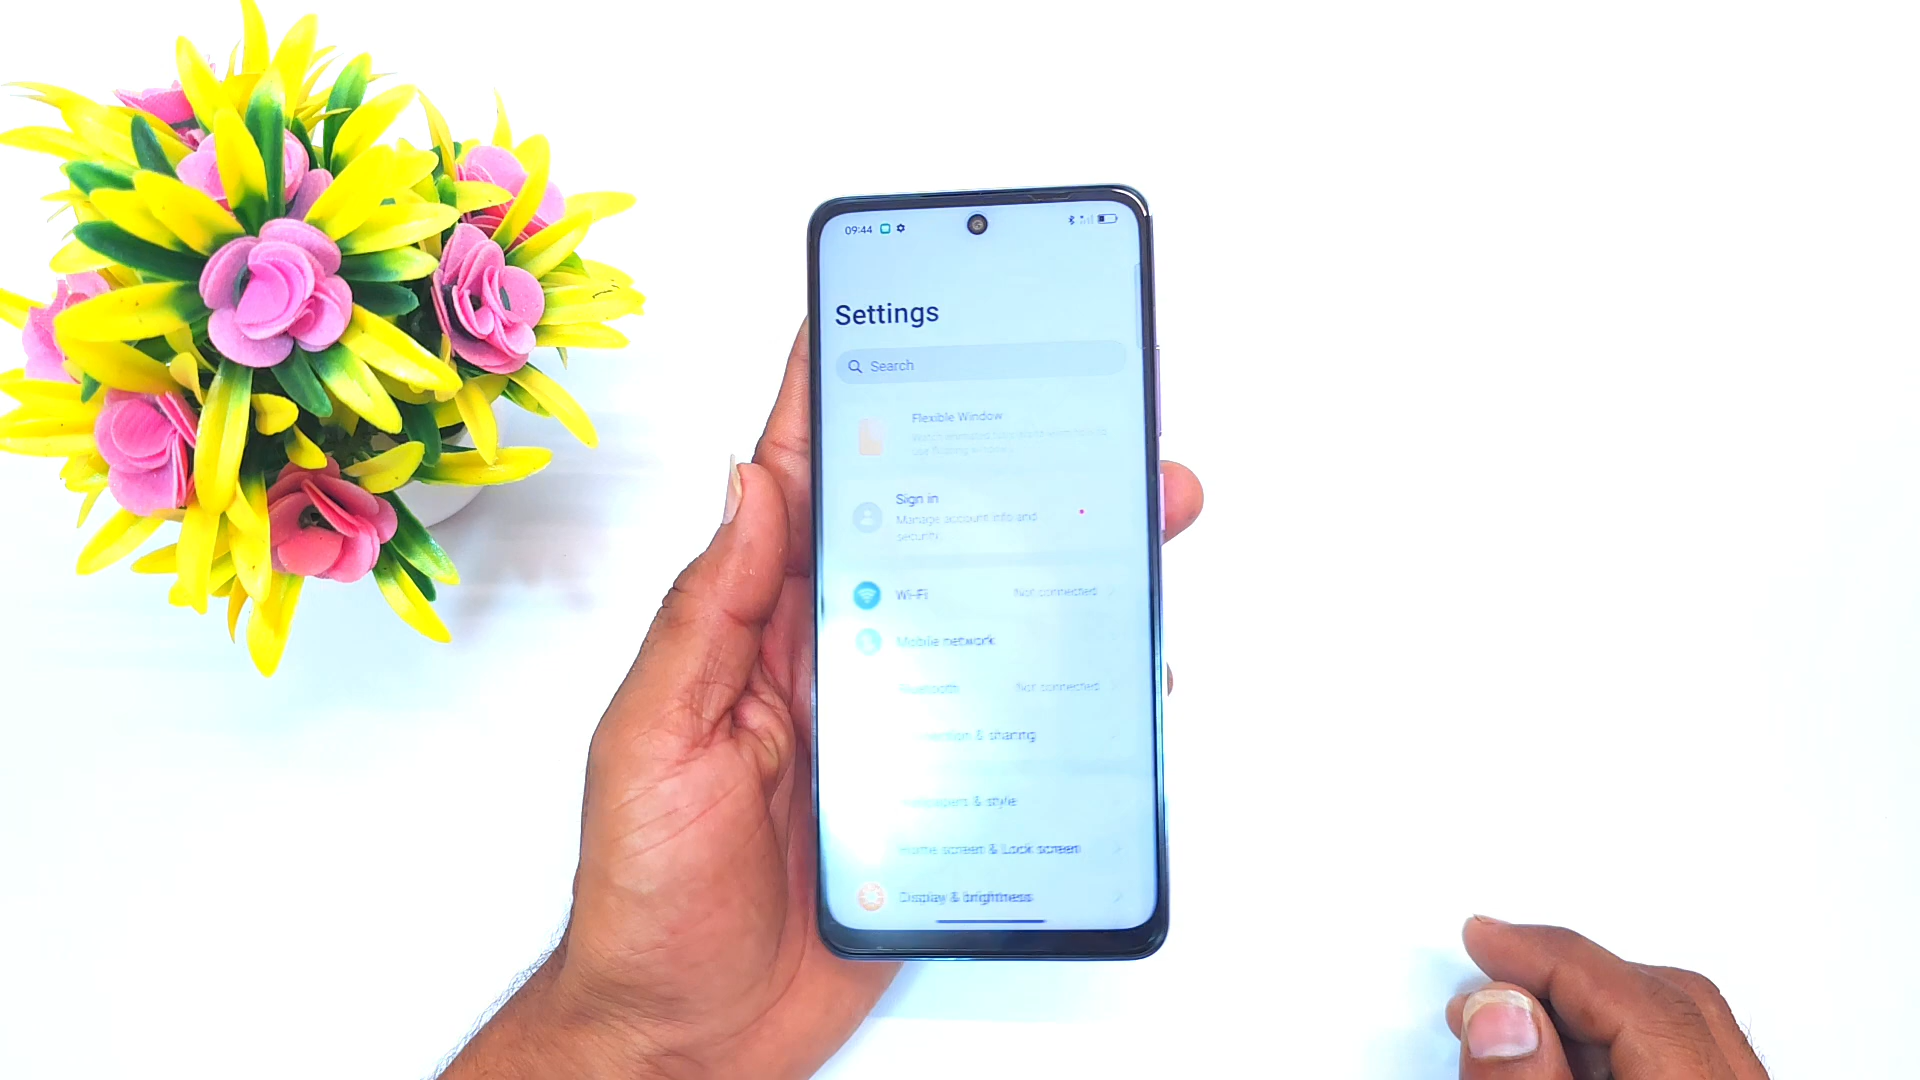 09:44
Settings
Search
Flexible Window
Sign in
Manage account info and
security
Wi-Fi
Not connected
Mobile network
Bluetooth
Not connected
& sharing
& style
Home screen & Lock screen
Display & brightness